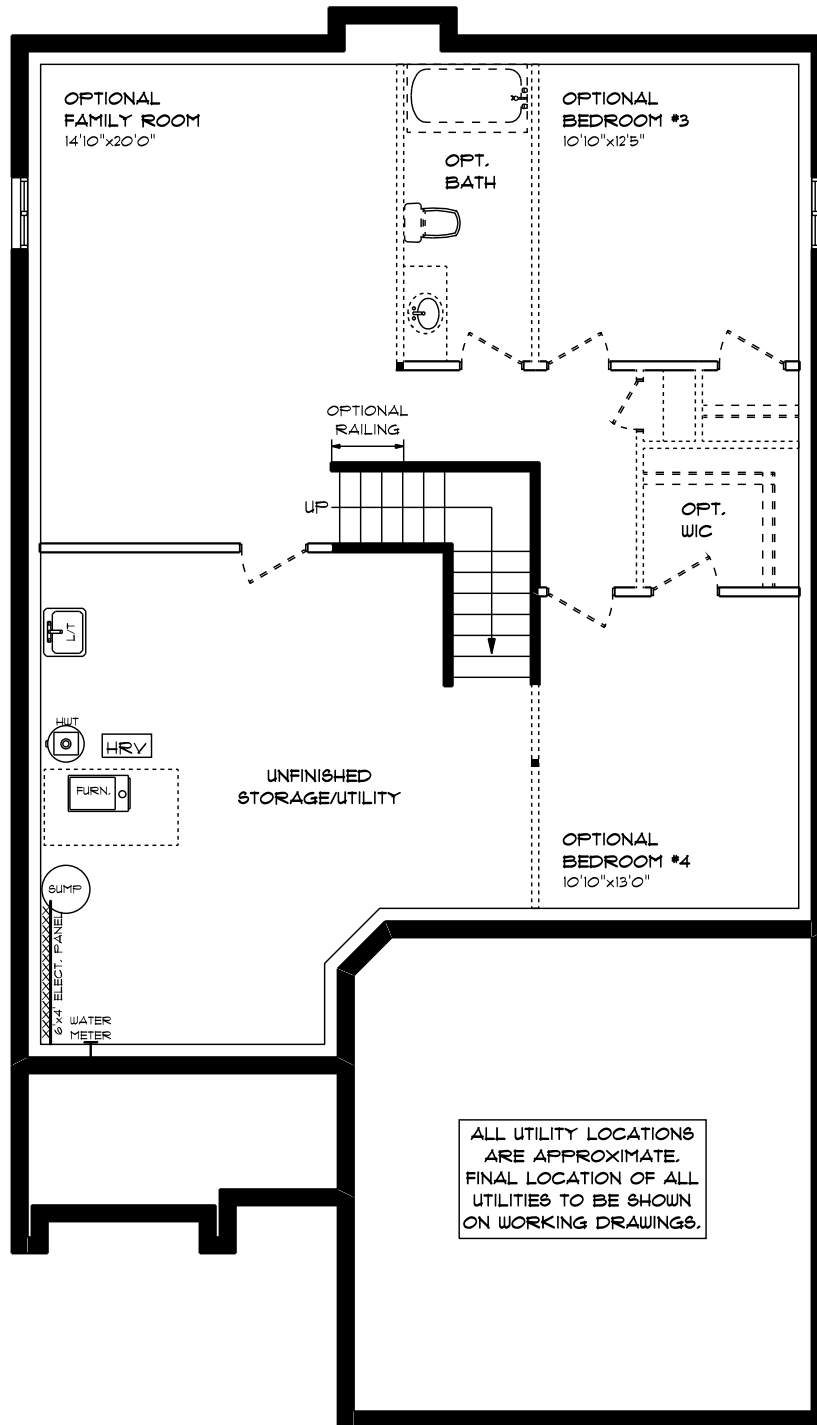 OPTIONAL
FAMILY ROOM
14'10"x20'0"
OPT.
BATH
OPTIONAL
BEDROOM #3
10'10"x12'5"
OPTIONAL
RAILING
UP
OPT.
WIC
L/T
HWT
HRV
FURN.
UNFINISHED
STORAGE/UTILITY
OPTIONAL
BEDROOM #4
10'10"x13'0"
SUMP
6'x4' ELECT. PANEL
WATER
METER
ALL UTILITY LOCATIONS
ARE APPROXIMATE.
FINAL LOCATION OF ALL
UTILITIES TO BE SHOWN
ON WORKING DRAWINGS.